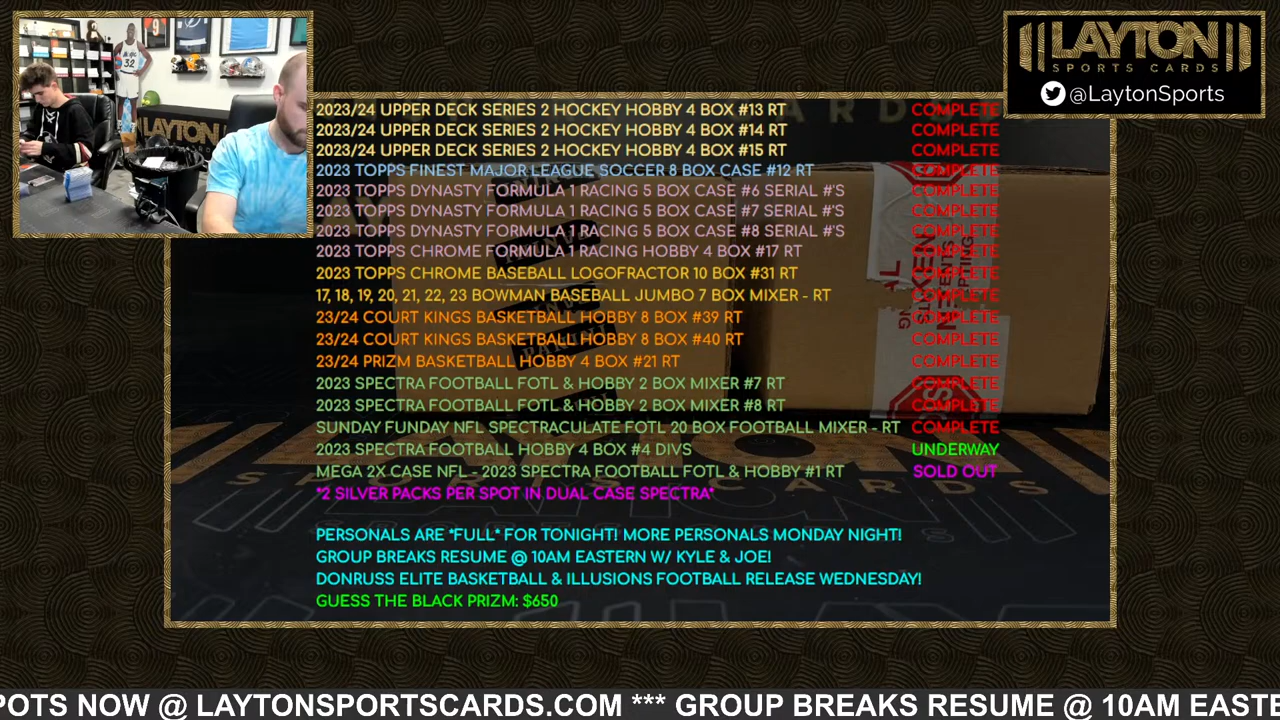 LAYTON
SPORTS CARDS
@LaytonSports
32
LAYTON
2023/24 UPPER DECK SERIES 2 HOCKEY HOBBY 4 BOX #13 RT COMPLETE
2023/24 UPPER DECK SERIES 2 HOCKEY HOBBY 4 BOX #14 RT COMPLETE
2023/24 UPPER DECK SERIES 2 HOCKEY HOBBY 4 BOX #15 RT COMPLETE
2023 TOPPS FINEST MAJOR LEAGUE SOCCER 8 BOX CASE #12 RT COMPLETE
2023 TOPPS DYNASTY FORMULA 1 RACING 5 BOX CASE #6 SERIAL #'S COMPLETE
2023 TOPPS DYNASTY FORMULA 1 RACING 5 BOX CASE #7 SERIAL #'S COMPLETE
2023 TOPPS DYNASTY FORMULA 1 RACING 5 BOX CASE #8 SERIAL #'S COMPLETE
2023 TOPPS CHROME FORMULA 1 RACING HOBBY 4 BOX #17 RT COMPLETE
2023 TOPPS CHROME BASEBALL LOGOFRACTOR 10 BOX #31 RT COMPLETE
17, 18, 19, 20, 21, 22, 23 BOWMAN BASEBALL JUMBO 7 BOX MIXER - RT COMPLETE
23/24 COURT KINGS BASKETBALL HOBBY 8 BOX #39 RT COMPLETE
23/24 COURT KINGS BASKETBALL HOBBY 8 BOX #40 RT COMPLETE
23/24 PRIZM BASKETBALL HOBBY 4 BOX #21 RT COMPLETE
2023 SPECTRA FOOTBALL FOTL & HOBBY 2 BOX MIXER #7 RT COMPLETE
2023 SPECTRA FOOTBALL FOTL & HOBBY 2 BOX MIXER #8 RT COMPLETE
SUNDAY FUNDAY NFL SPECTRACULATE FOTL 20 BOX FOOTBALL MIXER - RT COMPLETE
2023 SPECTRA FOOTBALL HOBBY 4 BOX #4 DIVS UNDERWAY
MEGA 2X CASE NFL - 2023 SPECTRA FOOTBALL FOTL & HOBBY #1 RT SOLD OUT
*2 SILVER PACKS PER SPOT IN DUAL CASE SPECTRA*
PERSONALS ARE *FULL* FOR TONIGHT! MORE PERSONALS MONDAY NIGHT!
GROUP BREAKS RESUME @ 10AM EASTERN W/ KYLE & JOE!
DONRUSS ELITE BASKETBALL & ILLUSIONS FOOTBALL RELEASE WEDNESDAY!
GUESS THE BLACK PRIZM: $650
POTS NOW @ LAYTONSPORTSCARDS.COM *** GROUP BREAKS RESUME @ 10AM EASTE